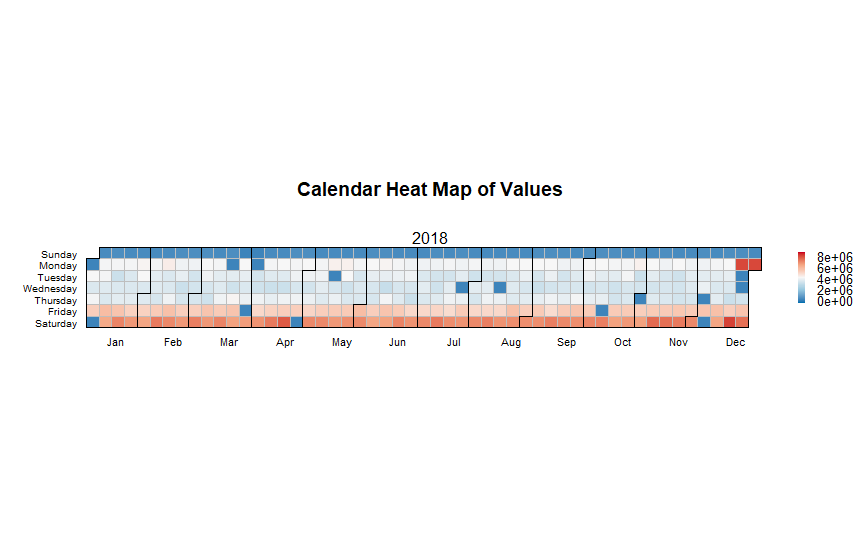 Calendar Heat Map of Values
2018
Sunday
Monday
Tuesday
Wednesday
Thursday
Friday
Saturday
Jan Feb Mar Apr May Jun Jul Aug Sep Oct Nov Dec
8e+06
6e+06
4e+06
2e+06
0e+00